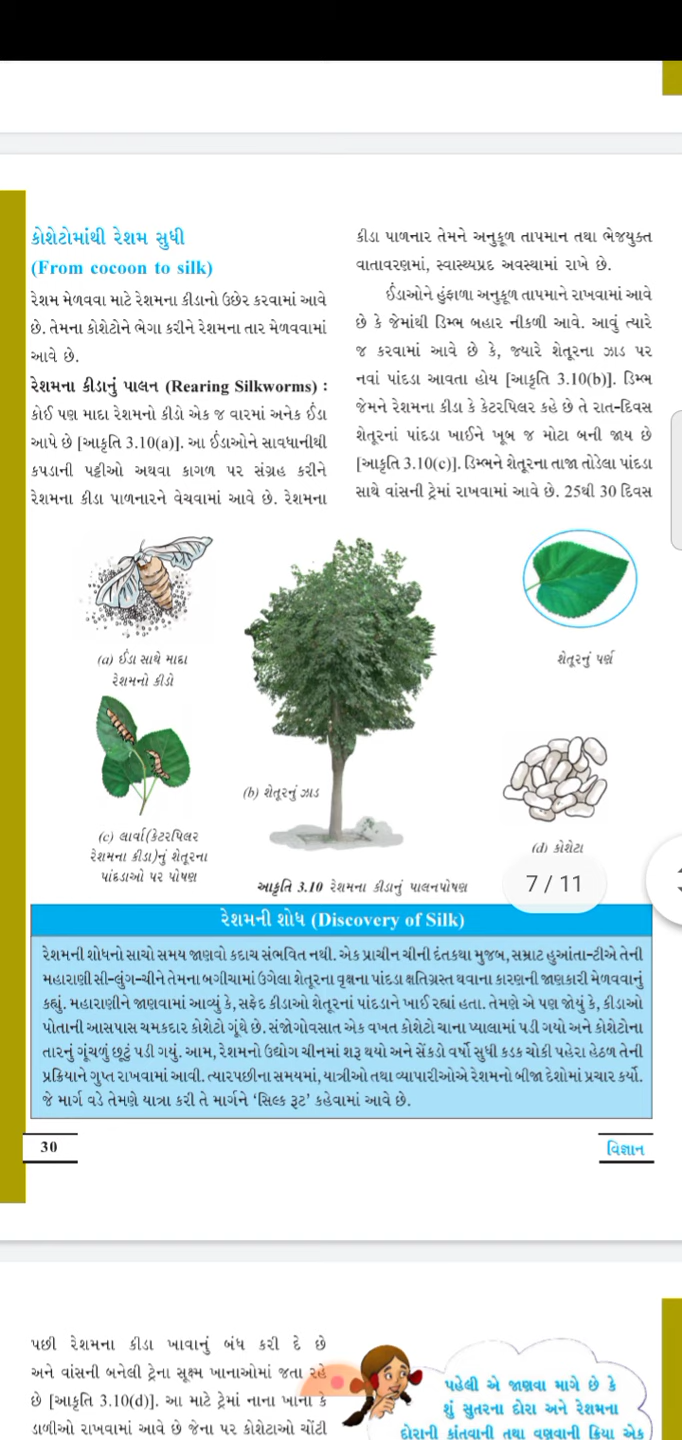 કોશેટોમાંથી રેશમ સુધી
(From cocoon to silk)
રેશમ મેળવવા માટે રેશમના કીડાનો ઉછેર કરવામાં આવે
છે. તેમના કોશેટોને ભેગા કરીને રેશમના તાર મેળવવામાં
આવે છે.
રેશમના કીડાનું પાલન (Rearing Silkworms) :
કોઈ પણ માદા રેશમનો કીડો એક જ વારમાં અનેક ઈંડા
આપે છે [આકૃતિ 3.10(a)]. આ ઈંડાઓને સાવધાનીથી
કપડાની પટ્ટીઓ અથવા કાગળ પર સંગ્રહ કરીને
રેશમના કીડા પાળનારને વેચવામાં આવે છે. રેશમના
કીડા પાળનાર તેમને અનુકૂળ તાપમાન તથા ભેજયુક્ત
વાતાવરણમાં, સ્વાસ્થ્યપ્રદ અવસ્થામાં રાખે છે.
ઈંડાઓને હુંફાળા અનુકૂળ તાપમાને રાખવામાં આવે
છે કે જેમાંથી ડિમ્ભ બહાર નીકળી આવે. આવું ત્યારે
જ કરવામાં આવે છે કે, જ્યારે શેતૂરના ઝાડ પર
નવાં પાંદડા આવતા હોય [આકૃતિ 3.10(b)]. ડિમ્ભ
જેમને રેશમના કીડા કે કેટરપિલર કહે છે તે રાત-દિવસ
શેતૂરનાં પાંદડા ખાઈને ખૂબ જ મોટા બની જાય છે
[આકૃતિ 3.10(c)]. ડિમ્ભને શેતૂરના તાજા તોડેલા પાંદડા
સાથે વાંસની ટ્રેમાં રાખવામાં આવે છે. 25થી 30 દિવસ
(a) ઈંડા સાથે માદા
રેશમનો કીડો
શેતૂરનું પર્ણ
(b) શેતૂરનું ઝાડ
(c) લાર્વા(કેટરપિલર
રેશમના કીડા)નું શેતૂરના
પાંદડાઓ પર પોષણ
(d) કોશેટા
આકૃતિ 3.10 રેશમના કીડાનું પાલનપોષણ
7 / 11
રેશમની શોધ (Discovery of Silk)
રેશમની શોધનો સાચો સમય જાણવો કદાચ સંભવિત નથી. એક પ્રાચીન ચીની દંતકથા મુજબ, સમ્રાટ હુઆંતા-ટીએ તેની
મહારાણી સી-લુંગ-ચીને તેમના બગીચામાં ઉગેલા શેતૂરના વૃક્ષના પાંદડા ક્ષતિગ્રસ્ત થવાના કારણની જાણકારી મેળવવાનું
કહ્યું. મહારાણીને જાણવામાં આવ્યું કે, સફેદ કીડાઓ શેતૂરનાં પાંદડાને ખાઈ રહ્યાં હતા. તેમણે એ પણ જોયું કે, કીડાઓ
પોતાની આસપાસ ચમકદાર કોશેટો ગૂંથે છે. સંજોગોવસાત એક વખત કોશેટો ચાના પ્યાલામાં પડી ગયો અને કોશેટોના
તારનું ગૂંચળું છૂટું પડી ગયું. આમ, રેશમનો ઉદ્યોગ ચીનમાં શરૂ થયો અને સેંકડો વર્ષો સુધી કડક ચોકી પહેરા હેઠળ તેની
પ્રક્રિયાને ગુપ્ત રાખવામાં આવી. ત્યારપછીના સમયમાં, યાત્રીઓ તથા વ્યાપારીઓએ રેશમનો બીજા દેશોમાં પ્રચાર કર્યો.
જે માર્ગ વડે તેમણે યાત્રા કરી તે માર્ગને ‘સિલ્ક રૂટ’ કહેવામાં આવે છે.
30
વિજ્ઞાન
પછી રેશમના કીડા ખાવાનું બંધ કરી દે છે
અને વાંસની બનેલી ટ્રેના સૂક્ષ્મ ખાનાઓમાં જતા રહે
છે [આકૃતિ 3.10(d)]. આ માટે ટ્રેમાં નાના ખાના કે
ડાળીઓ રાખવામાં આવે છે જેના પર કોશેટાઓ ચોંટી
પહેલી એ જાણવા માગે છે કે
શું સુતરના દોરા અને રેશમના
દોરાની કાંતવાની તથા વણવાની ક્રિયા એક